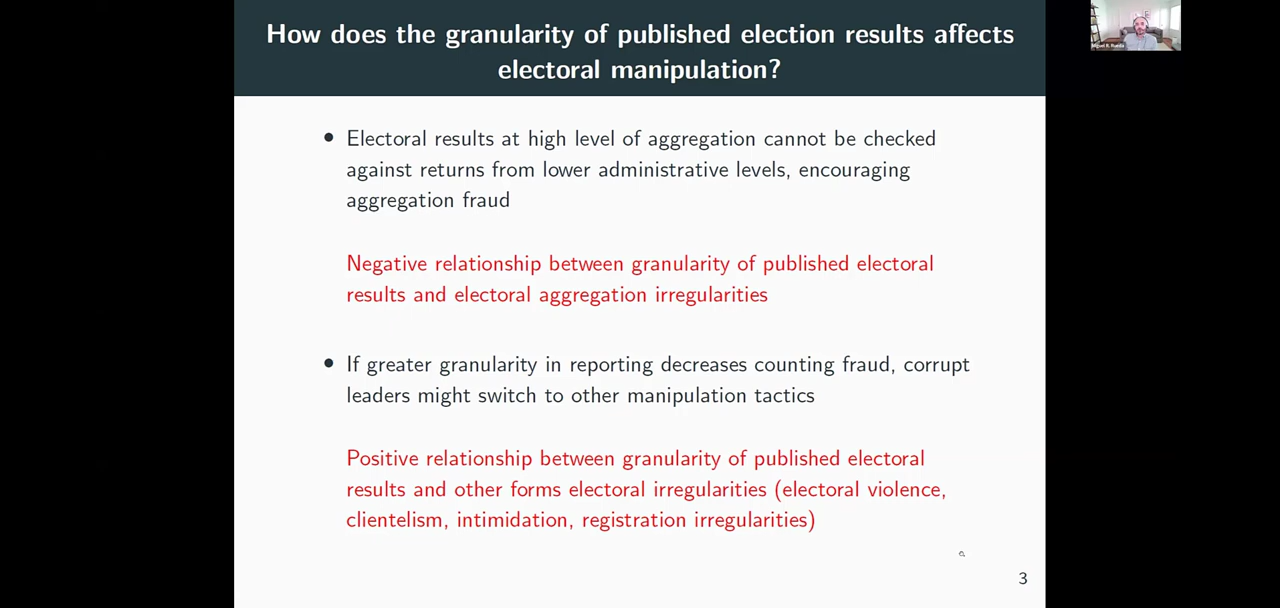 How does the granularity of published election results affects
electoral manipulation?
Miguel R. Rueda
• Electoral results at high level of aggregation cannot be checked
against returns from lower administrative levels, encouraging
aggregation fraud
Negative relationship between granularity of published electoral
results and electoral aggregation irregularities
• If greater granularity in reporting decreases counting fraud, corrupt
leaders might switch to other manipulation tactics
Positive relationship between granularity of published electoral
results and other forms electoral irregularities (electoral violence,
clientelism, intimidation, registration irregularities)
3